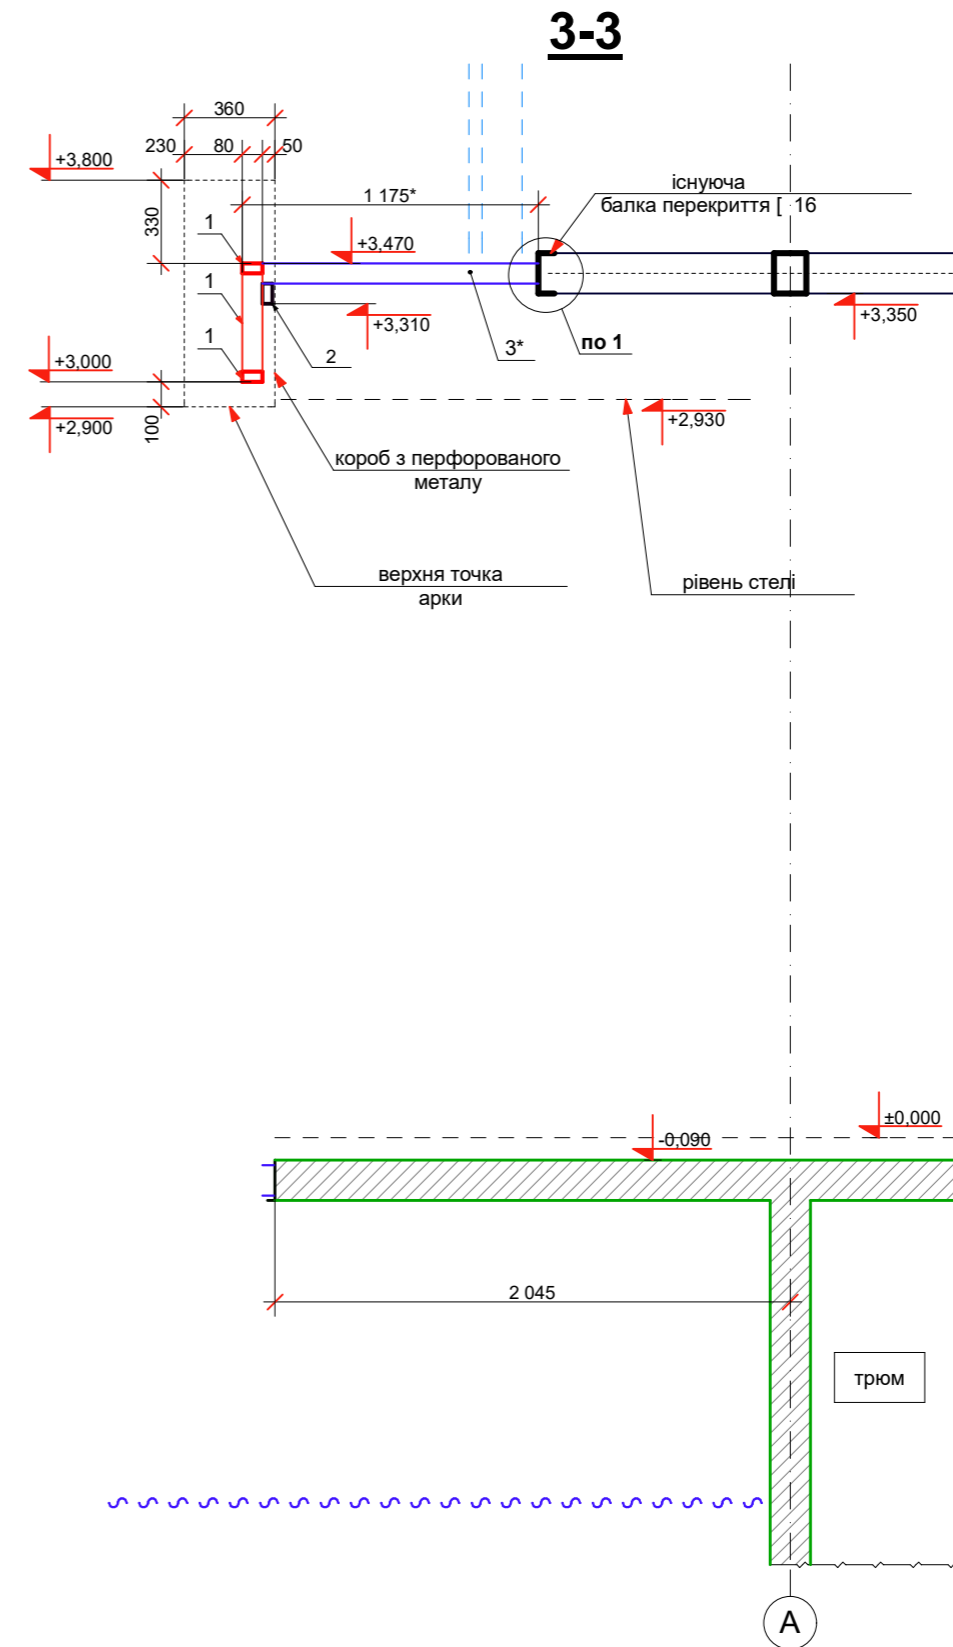 3-3
360
230 80 50
+3,800
1 175*
існуюча
балка перекриття [ 16
330
1
+3,470
1
+3,310
+3,350
1
2
3*
по 1
+3,000
+2,900
100
+2,930
короб з перфорованого
металу
верхня точка
арки
рівень стелі
±0,000
-0,090
2 045
трюм
А